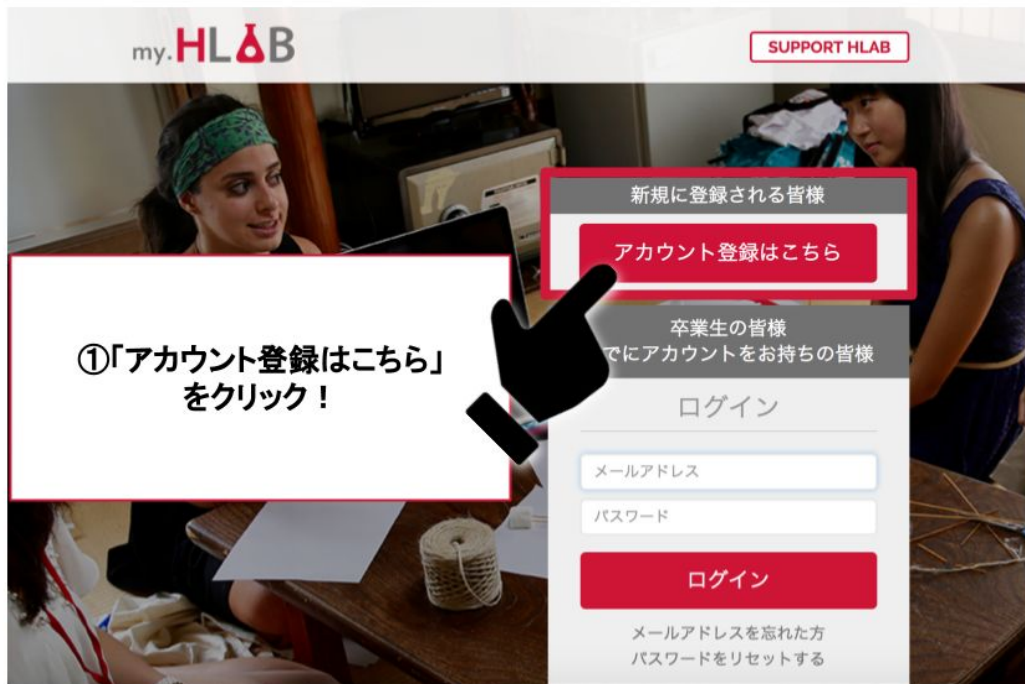 my.HLAB
SUPPORT HLAB
新規に登録される皆様
アカウント登録はこちら
①「アカウント登録はこちら」
をクリック！
卒業生の皆様
でにアカウントをお持ちの皆様
ログイン
メールアドレス
パスワード
ログイン
メールアドレスを忘れた方
パスワードをリセットする